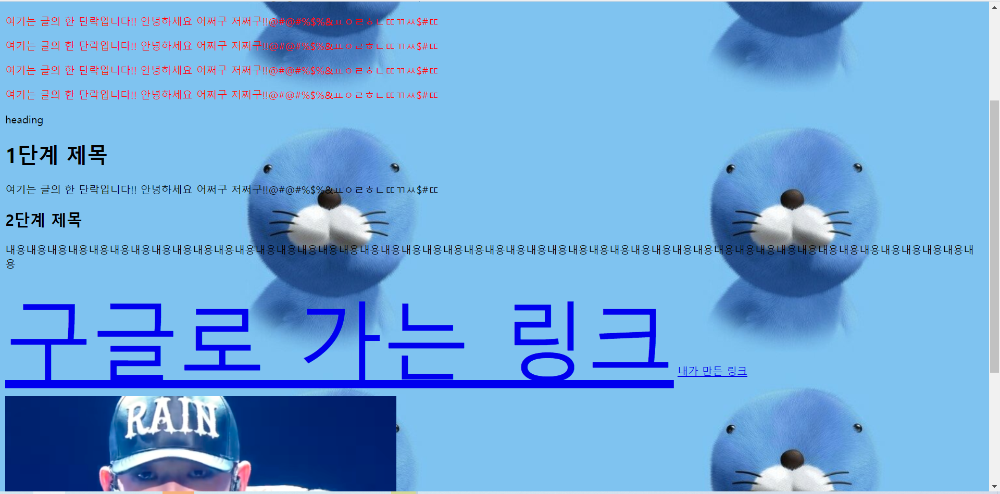 여기는 글의 한 단락입니다!! 안녕하세요 어쩌구 저쩌구!!@#@#%$%&ㅛㅇㄹㅎㄴㄸㄲㅆ$#ㄸ
여기는 글의 한 단락입니다!! 안녕하세요 어쩌구 저쩌구!!@#@#%$%&ㅛㅇㄹㅎㄴㄸㄲㅆ$#ㄸ
여기는 글의 한 단락입니다!! 안녕하세요 어쩌구 저쩌구!!@#@#%$%&ㅛㅇㄹㅎㄴㄸㄲㅆ$#ㄸ
여기는 글의 한 단락입니다!! 안녕하세요 어쩌구 저쩌구!!@#@#%$%&ㅛㅇㄹㅎㄴㄸㄲㅆ$#ㄸ
heading
1단계 제목
여기는 글의 한 단락입니다!! 안녕하세요 어쩌구 저쩌구!!@#@#%$%&ㅛㅇㄹㅎㄴㄸㄲㅆ$#ㄸ
2단계 제목
내용내용내용내용내용내용내용내용내용내용내용내용내용내용내용내용내용내용내용내용내용내용내용내용내용내용내용내용내용내용내용내용내용내용내용내용내용내용내용내용내용내용내용내용내용내용내
용
구글로 가는 링크 내가 만든 링크
RAIN